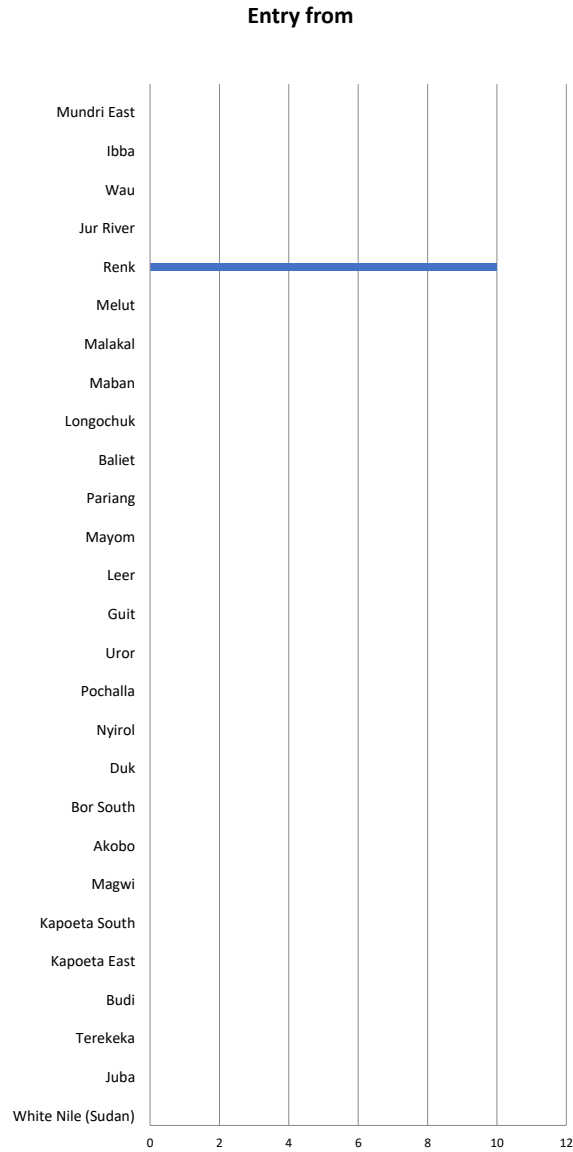 Entry from
Mundri East
Ibba
Wau
Jur River
Renk
Melut
Malakal
Maban
Longochuk
Baliet
Pariang
Mayom
Leer
Guit
Uror
Pochalla
Nyirol
Duk
Bor South
Akobo
Magwi
Kapoeta South
Kapoeta East
Budi
Terekeka
Juba
White Nile (Sudan)
0 2 4 6 8 10 12